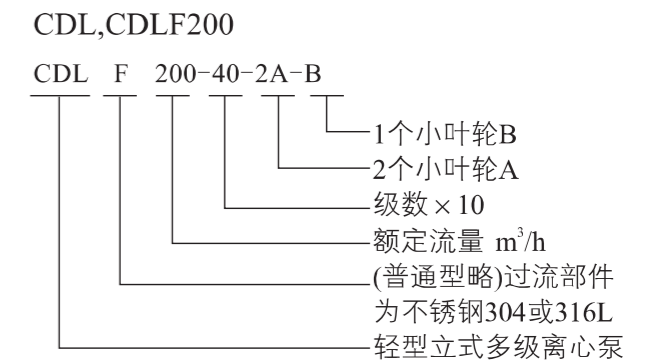 CDL,CDLF200
CDL F 200-40-2A-B
1个小叶轮B
2个小叶轮A
级数×10
额定流量 m³/h
(普通型略)过流部件
为不锈钢304或316L
轻型立式多级离心泵